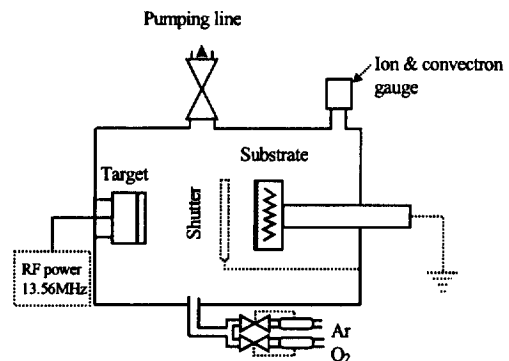 Pumping line
Ion & convectron
gauge
Substrate
Target
Shutter
RF power
13.56MHz
Ar
O₂